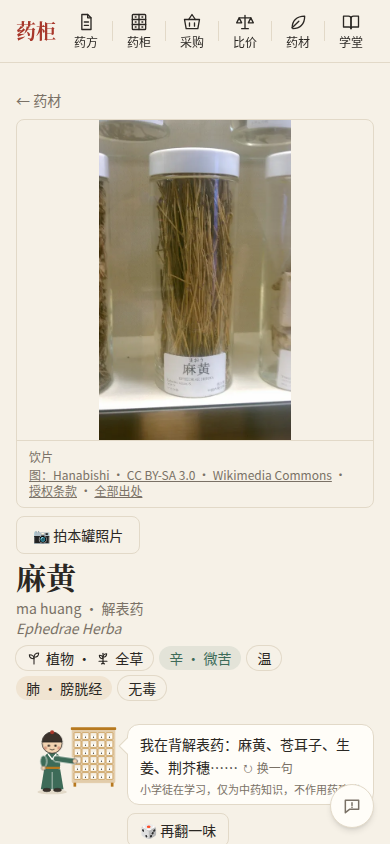 药柜
药方
药柜
采购
比价
药材
学堂
← 药材
麻黄
饮片
图：Hanabishi · CC BY-SA 3.0 · Wikimedia Commons ·
授权条款 · 全部出处
拍本罐照片
麻黄
ma huang · 解表药
Ephedrae Herba
植物 · 全草
辛 · 微苦
温
肺 · 膀胱经
无毒
我在背解表药：麻黄、苍耳子、生
姜、荆芥穗…… ↻ 换一句
小学徒在学习，仅为中药知识，不作用药
再翻一味